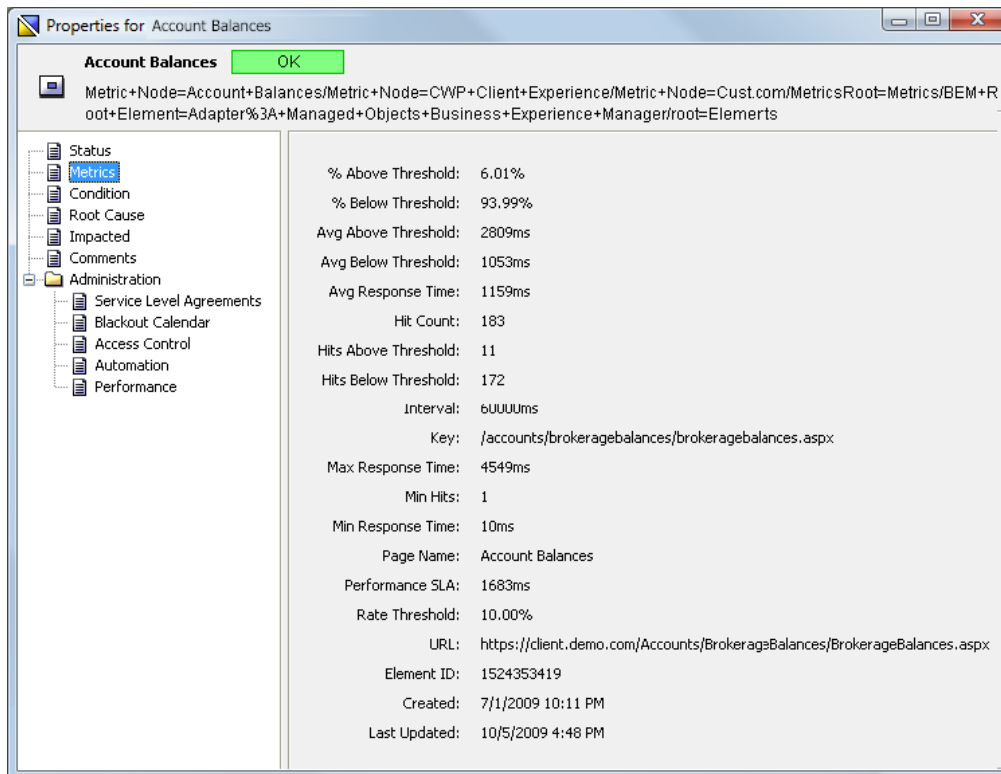 Properties for Account Balances
Account Balances OK
Metric+Node=Account+Balances/Metric+Node=CWP+Client+Experience/Metric+Node=Cust.com/MetricsRoot=Metrics/BEM+R
oot+Element=Adapter%3A+Managed+Objects+Business+Experience+Manager/root=Elements
Status
Metrics
Condition
Root Cause
Impacted
Comments
Administration
Service Level Agreements
Blackout Calendar
Access Control
Automation
Performance
% Above Threshold: 6.01%
% Below Threshold: 93.99%
Avg Above Threshold: 2809ms
Avg Below Threshold: 1053ms
Avg Response Time: 1159ms
Hit Count: 183
Hits Above Threshold: 11
Hits Below Threshold: 172
Interval: 60000ms
Key: /accounts/brokeragebalances/brokeragebalances.aspx
Max Response Time: 4549ms
Min Hits: 1
Min Response Time: 10ms
Page Name: Account Balances
Performance SLA: 1683ms
Rate Threshold: 10.00%
URL: https://client.demo.com/Accounts/BrokerageBalances/BrokerageBalances.aspx
Element ID: 1524353419
Created: 7/1/2009 10:11 PM
Last Updated: 10/5/2009 4:48 PM